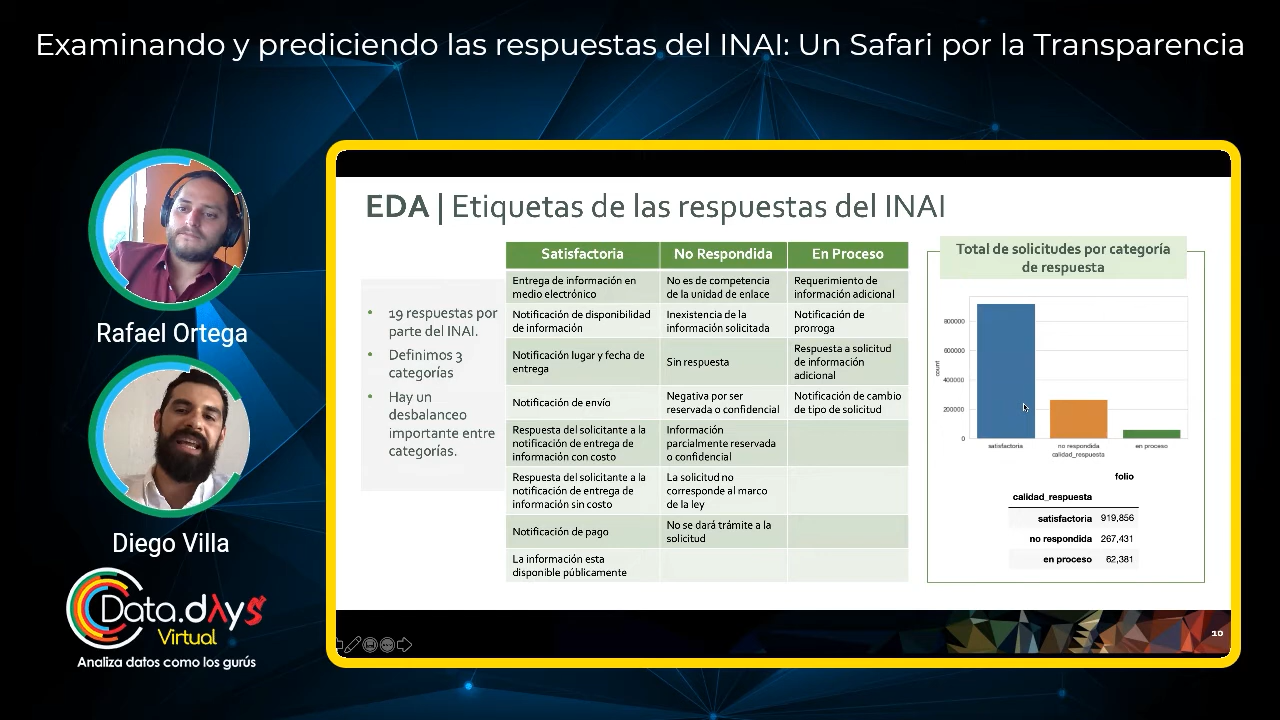 Examinando y prediciendo las respuestas del INAI: Un Safari por la Transparencia
Rafael Ortega
Diego Villa
Data.dAys
Virtual
Analiza datos como los gurús
EDA | Etiquetas de las respuestas del INAI
• 19 respuestas por
parte del INAI.
• Definimos 3
categorías
• Hay un
desbalanceo
importante entre
categorías.
Satisfactoria
No Respondida
En Proceso
Entrega de información en
medio electrónico
No es de competencia
de la unidad de enlace
Requerimiento de
información adicional
Notificación de disponibilidad
de información
Inexistencia de la
información solicitada
Notificación de
prorroga
Notificación lugar y fecha de
entrega
Sin respuesta
Respuesta a solicitud
de información
adicional
Notificación de envío
Negativa por ser
reservada o confidencial
Notificación de cambio
de tipo de solicitud
Respuesta del solicitante a la
notificación de entrega de
información con costo
Información
parcialmente reservada
o confidencial
Respuesta del solicitante a la
notificación de entrega de
información sin costo
La solicitud no
corresponde al marco
de la ley
Notificación de pago
No se dará trámite a la
solicitud
La información esta
disponible públicamente
Total de solicitudes por categoría
de respuesta
800000
600000
400000
200000
0
count
satisfactoria
no respondida
en proceso
calidad_respuesta
folio
calidad_respuesta
satisfactoria 919,856
no respondida 267,431
en proceso 62,381
10